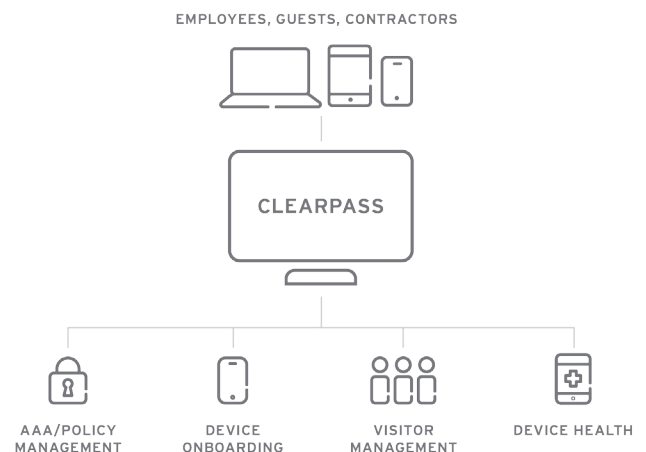 EMPLOYEES, GUESTS, CONTRACTORS
CLEARPASS
AAA/POLICY
MANAGEMENT
DEVICE
ONBOARDING
VISITOR
MANAGEMENT
DEVICE HEALTH